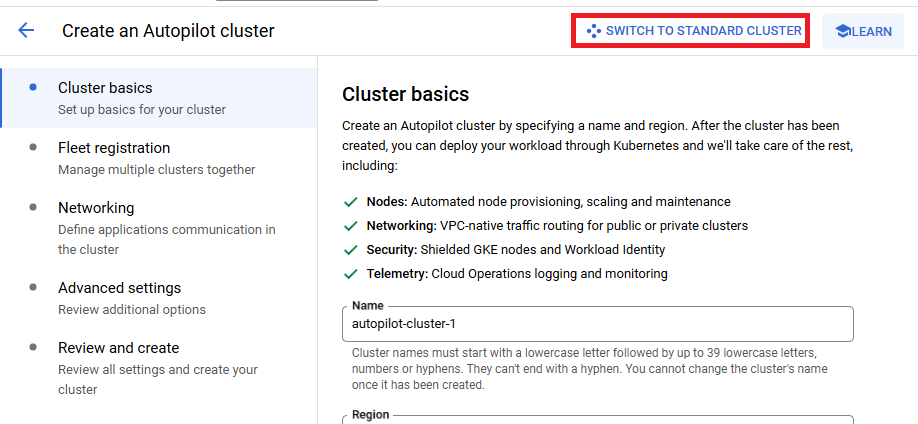 Create an Autopilot cluster
SWITCH TO STANDARD CLUSTER
LEARN
Cluster basics
Set up basics for your cluster
Fleet registration
Manage multiple clusters together
Networking
Define applications communication in
the cluster
Advanced settings
Review additional options
Review and create
Review all settings and create your
cluster
Cluster basics
Create an Autopilot cluster by specifying a name and region. After the cluster has been
created, you can deploy your workload through Kubernetes and we'll take care of the rest,
including:
Nodes: Automated node provisioning, scaling and maintenance
Networking: VPC-native traffic routing for public or private clusters
Security: Shielded GKE nodes and Workload Identity
Telemetry: Cloud Operations logging and monitoring
Name
autopilot-cluster-1
Cluster names must start with a lowercase letter followed by up to 39 lowercase letters,
numbers or hyphens. They can't end with a hyphen. You cannot change the cluster's name
once it has been created.
Region